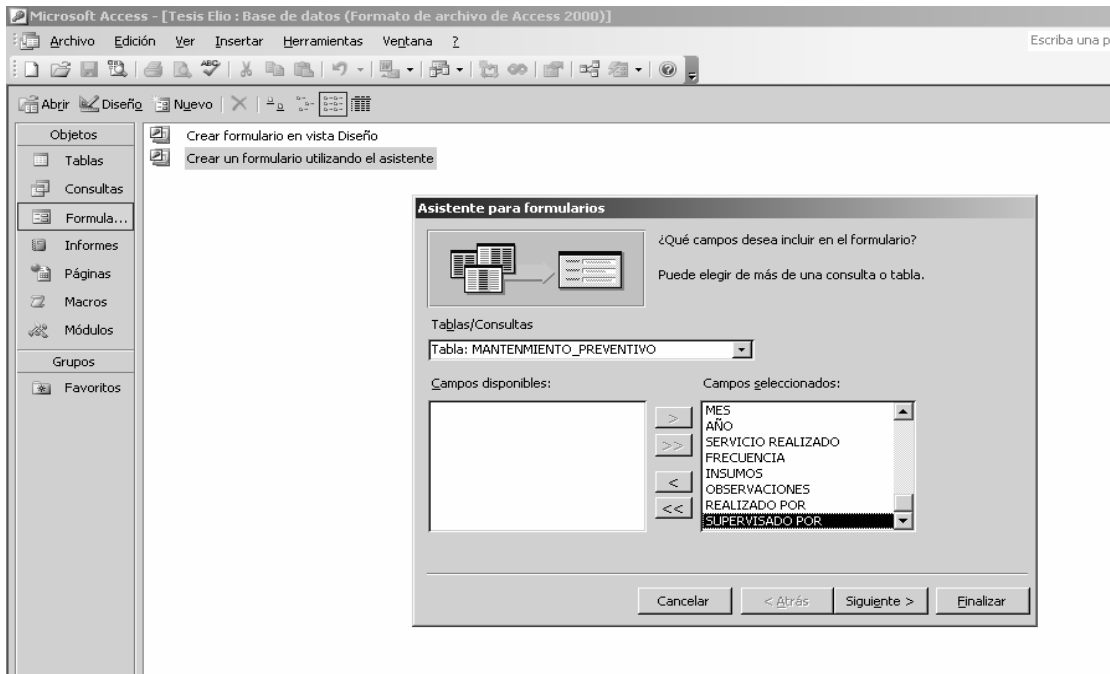 Microsoft Access - [Tesis Elio : Base de datos (Formato de archivo de Access 2000)]
Archivo Edición Ver Insertar Herramientas Ventana ?
Escriba una p
Abrir Diseño Nuevo
Objetos
Tablas
Consultas
Formula...
Informes
Páginas
Macros
Módulos
Grupos
Favoritos
Crear formulario en vista Diseño
Crear un formulario utilizando el asistente
Asistente para formularios
¿Qué campos desea incluir en el formulario?
Puede elegir de más de una consulta o tabla.
Tablas/Consultas
Tabla: MANTENMIENTO_PREVENTIVO
Campos disponibles:
Campos seleccionados:
>
>>
<
<<
MES
AÑO
SERVICIO REALIZADO
FRECUENCIA
INSUMOS
OBSERVACIONES
REALIZADO POR
SUPERVISADO POR
Cancelar < Atrás Siguiente > Finalizar